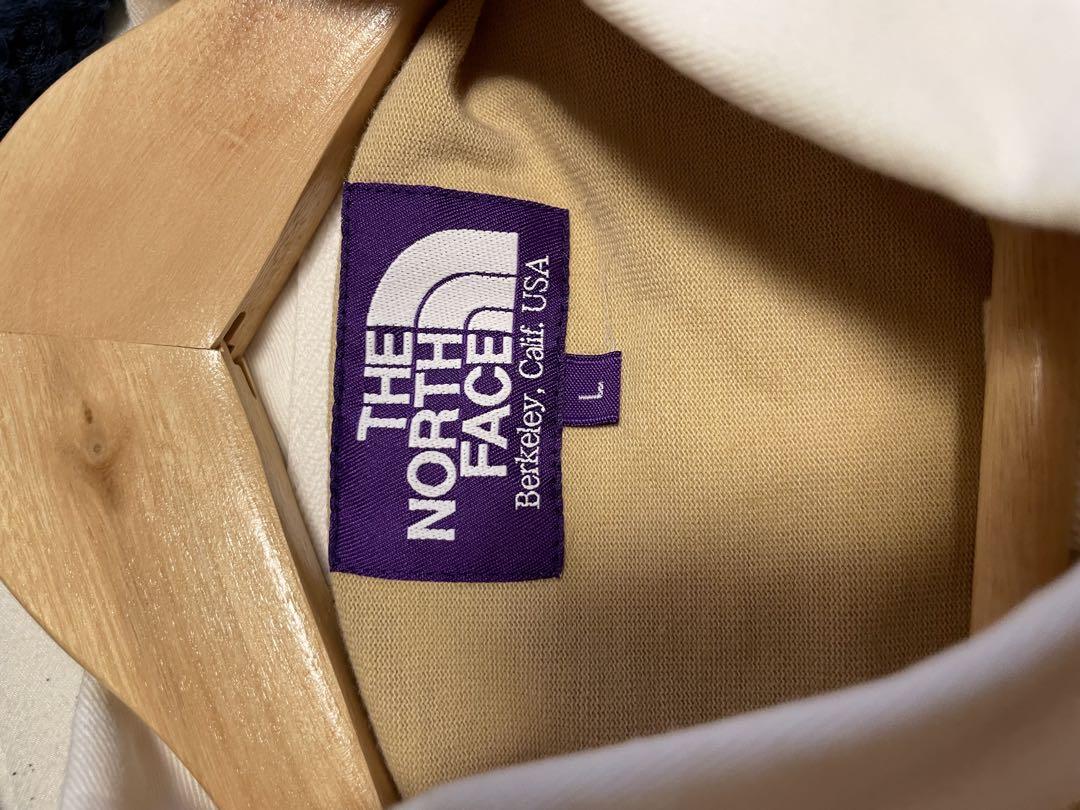 THE
NORTH
FACE
Berkeley, Calif. USA
L